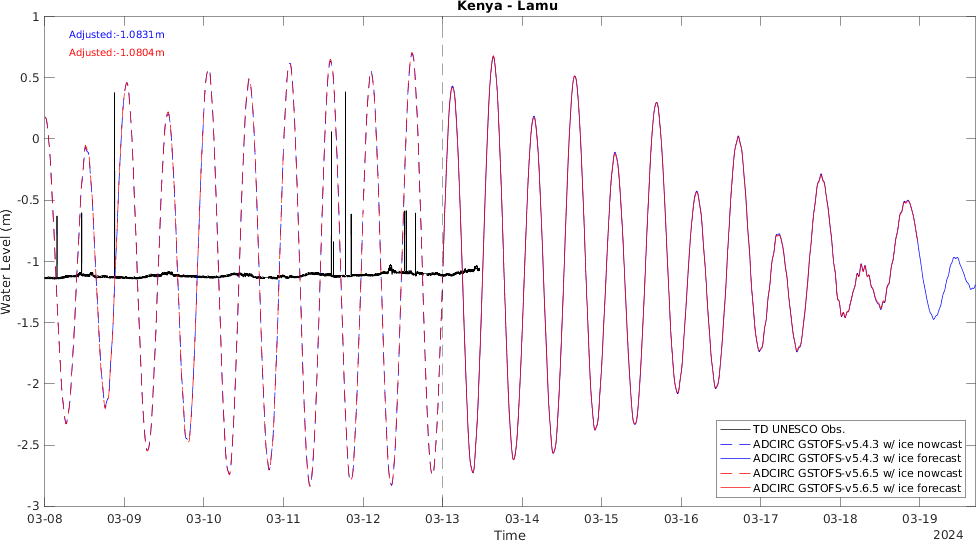 Kenya - Lamu
Adjusted:-1.0831m
Adjusted:-1.0804m
Water Level (m)
1
0.5
0
-0.5
-1
-1.5
-2
-2.5
-3
TD UNESCO Obs.
ADCIRC GSTOFS-v5.4.3 w/ ice nowcast
ADCIRC GSTOFS-v5.4.3 w/ ice forecast
ADCIRC GSTOFS-v5.6.5 w/ ice nowcast
ADCIRC GSTOFS-v5.6.5 w/ ice forecast
03-08 03-09 03-10 03-11 03-12 03-13 03-14 03-15 03-16 03-17 03-18 03-19
Time
2024